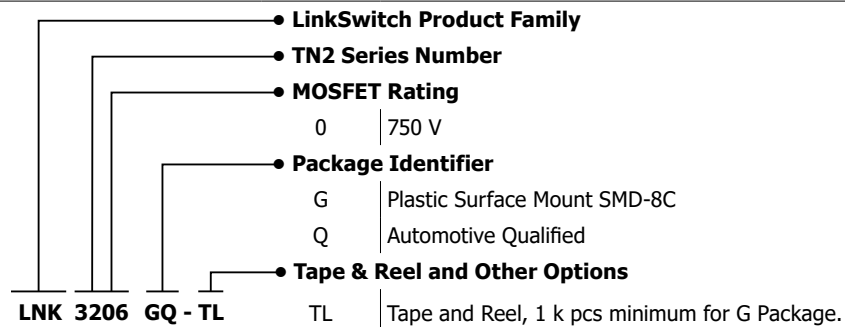 LinkSwitch Product Family
TN2 Series Number
MOSFET Rating
0 750 V
Package Identifier
G Plastic Surface Mount SMD-8C
Q Automotive Qualified
Tape & Reel and Other Options
LNK 3206 GQ - TL TL Tape and Reel, 1 k pcs minimum for G Package.